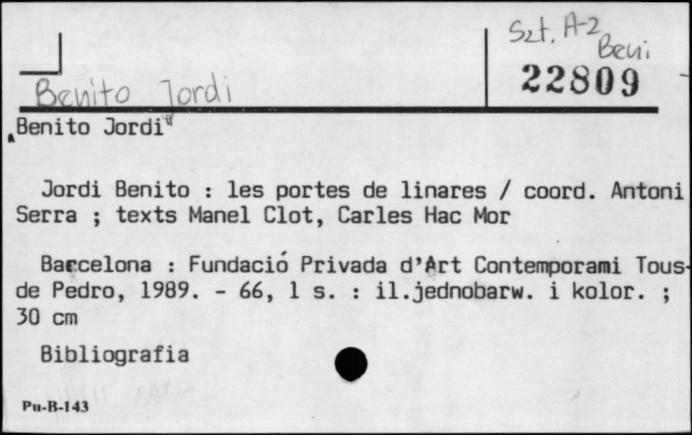 Szt. A-2
Beni
22809
Benito Jordi
„Benito Jordi"
Jordi Benito : les portes de linares / coord. Antoni
Serra ; texts Manel Clot, Carles Hac Mor
Barcelona : Fundació Privada d'Art Contemporami Tous-
de Pedro, 1989. - 66, 1 s. : il.jednobarw. i kolor. ;
30 cm
Bibliografia
Pu-B-143